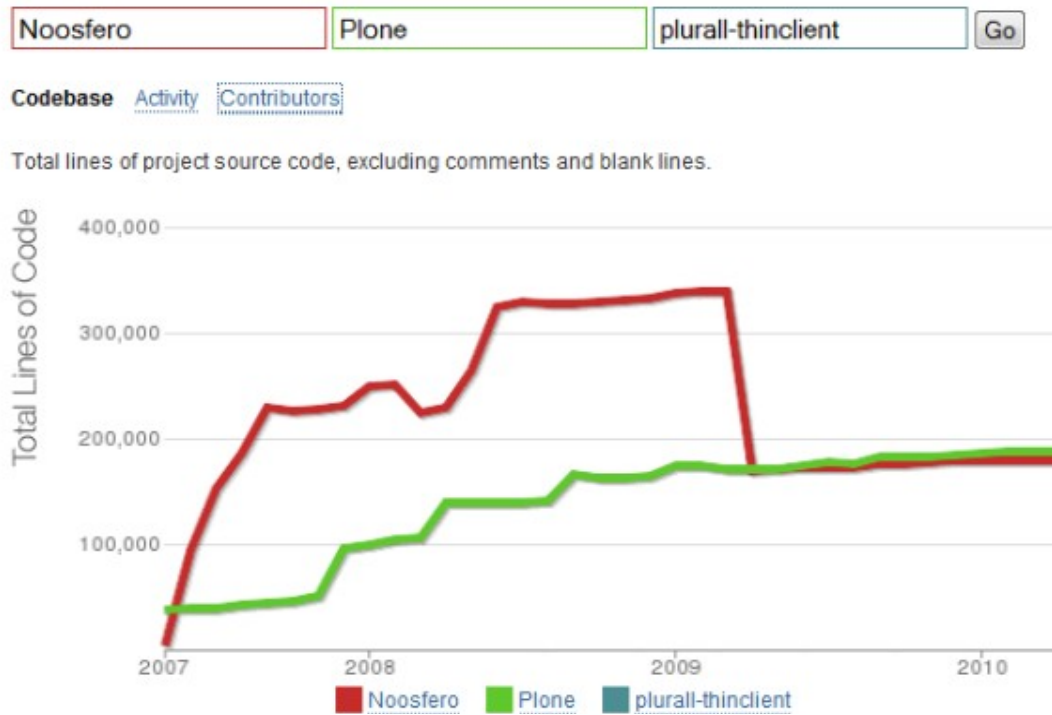 Noosfero Plone plurall-thinclient Go
Codebase Activity Contributors
Total lines of project source code, excluding comments and blank lines.
Total Lines of Code
400,000
300,000
200,000
100,000
2007 2008 2009 2010
Noosfero Plone plurall-thinclient